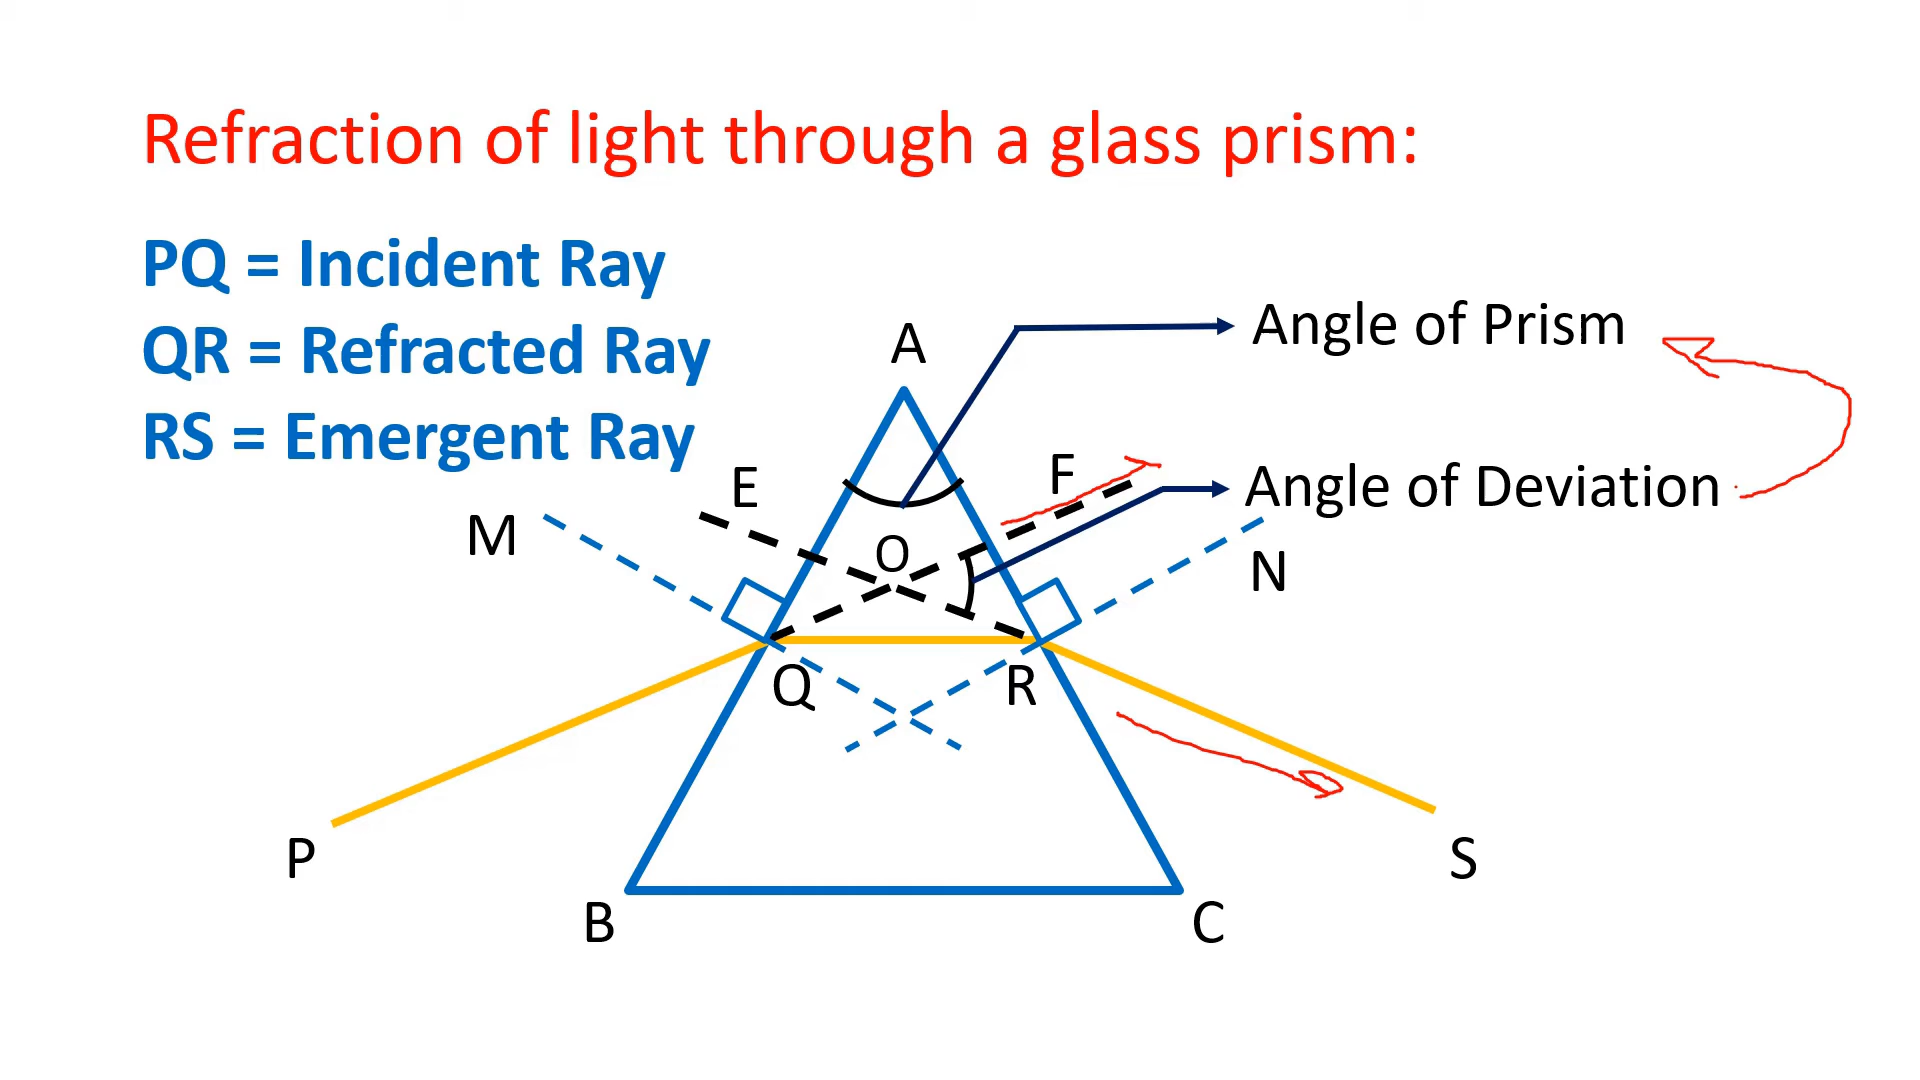 Refraction of light through a glass prism:
PQ = Incident Ray
QR = Refracted Ray
RS = Emergent Ray
Angle of Prism
A
F
E
Angle of Deviation
M
O
N
Q
R
P
S
B
C